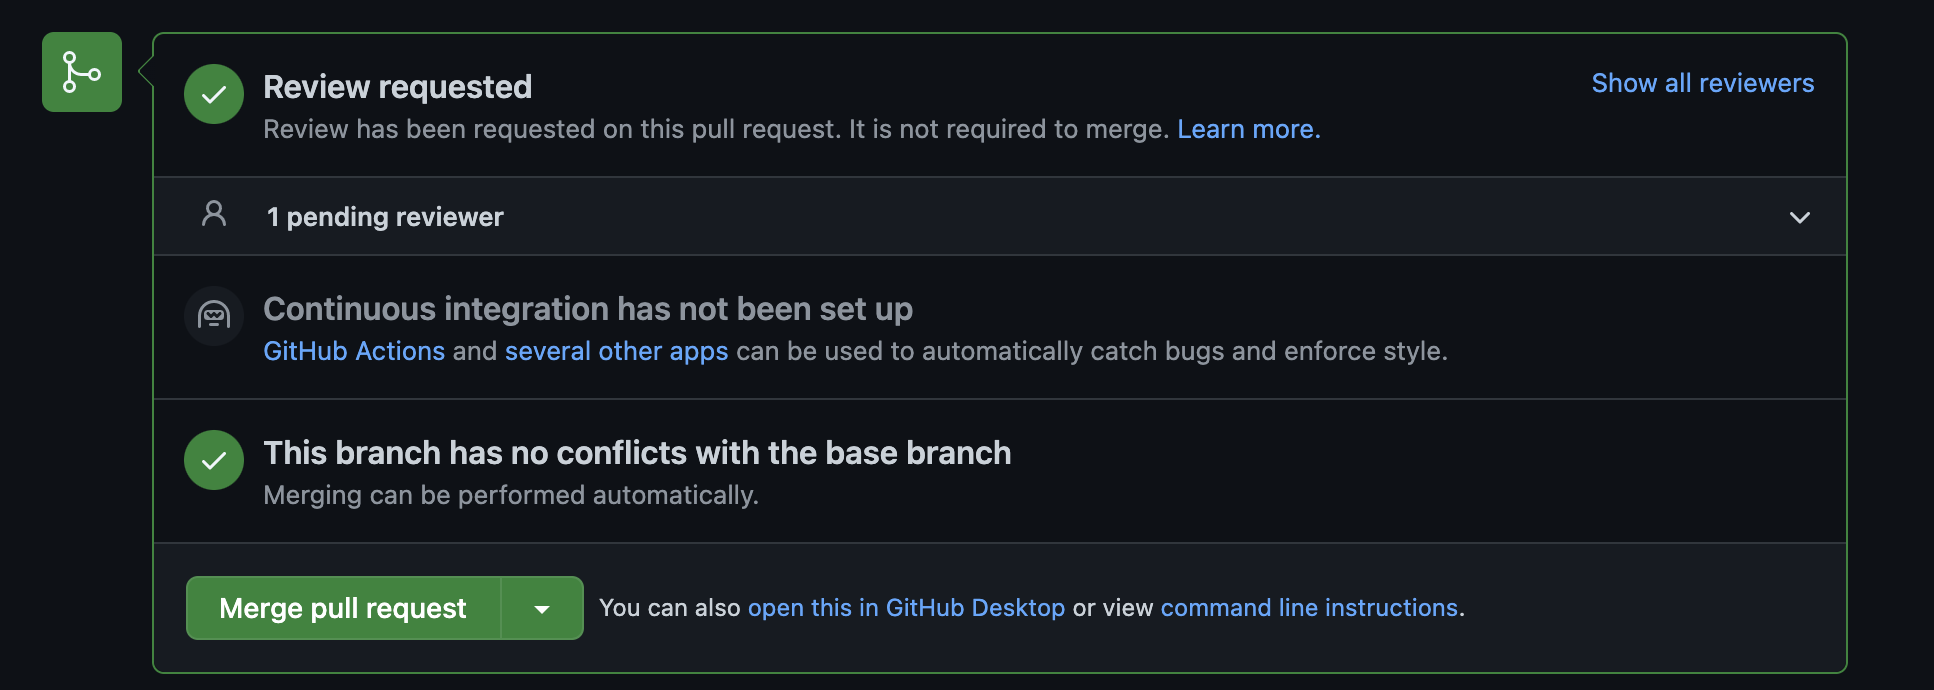 Review requested
Show all reviewers
Review has been requested on this pull request. It is not required to merge. Learn more.
1 pending reviewer
Continuous integration has not been set up
GitHub Actions and several other apps can be used to automatically catch bugs and enforce style.
This branch has no conflicts with the base branch
Merging can be performed automatically.
Merge pull request
You can also open this in GitHub Desktop or view command line instructions.